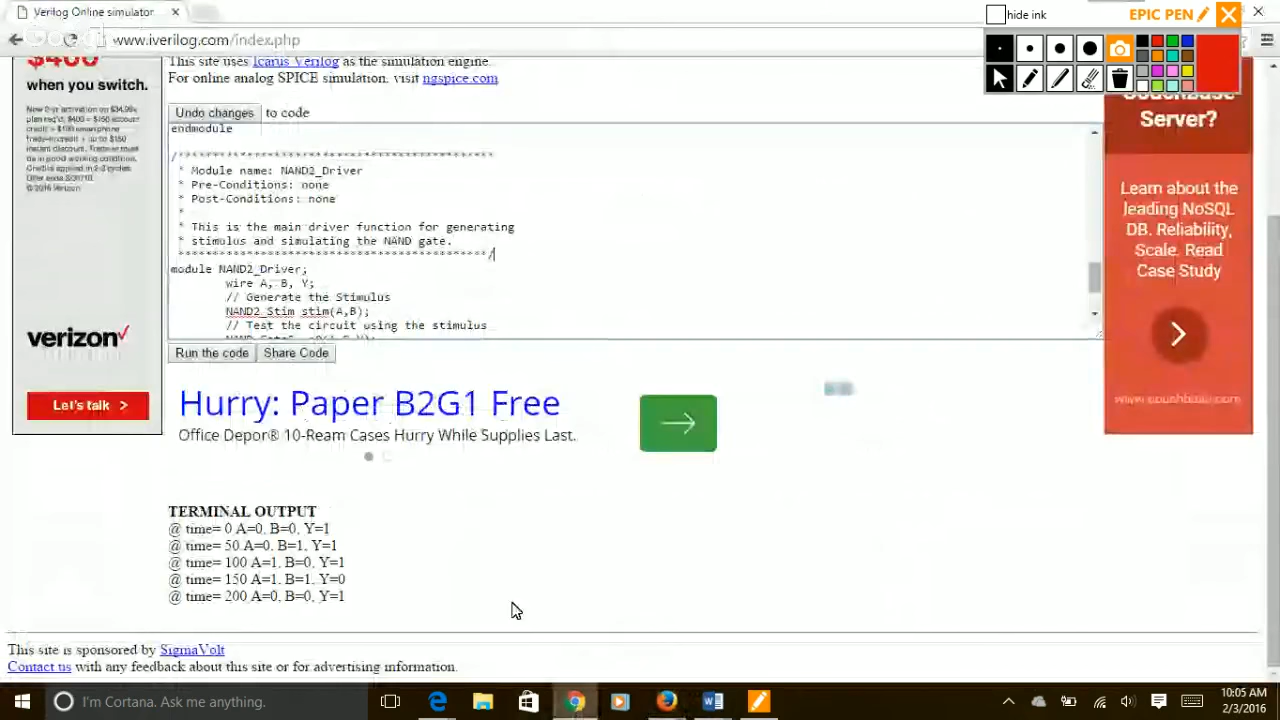 Verilog Online simulator
hide ink
EPIC PEN
www.iverilog.com/index.php
$400
when you switch.
This site uses Icarus Verilog as the simulation engine.
For online analog SPICE simulation, visit ngspice.com
Undo changes to code
endmodule
* Module name: NAND2_Driver
* Pre-Conditions: none
* Post-Conditions: none
*
* This is the main driver function for generating
* stimulus and simulating the NAND gate.
module NAND2_Driver;
wire A, B, Y;
// Generate the Stimulus
NAND2_Stim stim(A,B);
// Test the circuit using the stimulus
Run the code
Share Code
verizon
Let's talk >
Hurry: Paper B2G1 Free
Office Depor® 10-Ream Cases Hurry While Supplies Last.
Server?
Learn about the
leading NoSQL
DB. Reliability,
Scale. Read
Case Study
TERMINAL OUTPUT
@ time= 0 A=0, B=0, Y=1
@ time= 50 A=0, B=1, Y=1
@ time= 100 A=1, B=0, Y=1
@ time= 150 A=1, B=1, Y=0
@ time= 200 A=0, B=0, Y=1
This site is sponsored by SigmaVolt
Contact us with any feedback about this site or for advertising information.
I'm Cortana. Ask me anything.
10:05 AM
2/3/2016